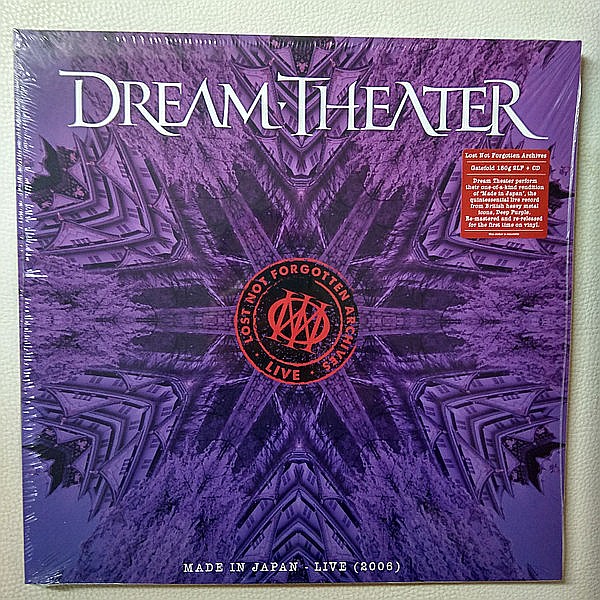 DREAM·THEATER
Lost Not Forgotten Archives
Gatefold 180g 2LP + CD
Dream Theater perform
their one-of-a-kind rendition
of "Made in Japan", the
quintessential live record
from British heavy metal
icons, Deep Purple.
Re-mastered and re-released
for the first time on vinyl.
LOST NOT FORGOTTEN ARCHIVES
· LIVE ·
MADE IN JAPAN - LIVE (2006)